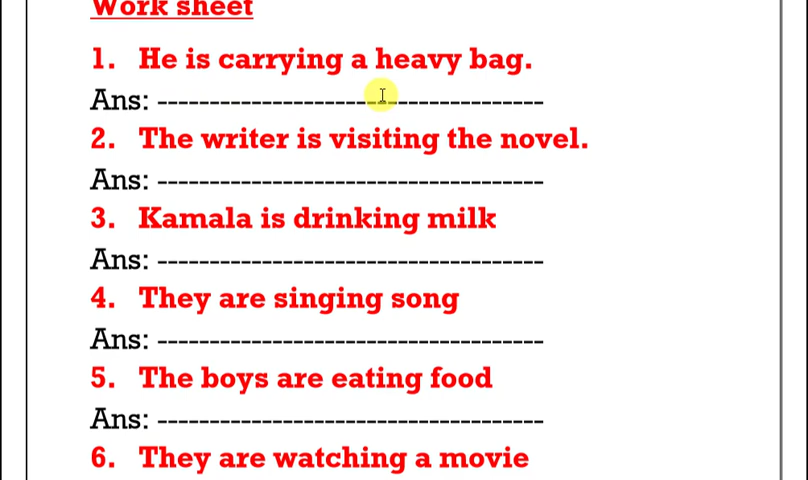 Work sheet
1. He is carrying a heavy bag.
Ans: -------------------------------------
2. The writer is visiting the novel.
Ans: -------------------------------------
3. Kamala is drinking milk
Ans: -------------------------------------
4. They are singing song
Ans: -------------------------------------
5. The boys are eating food
Ans: -------------------------------------
6. They are watching a movie